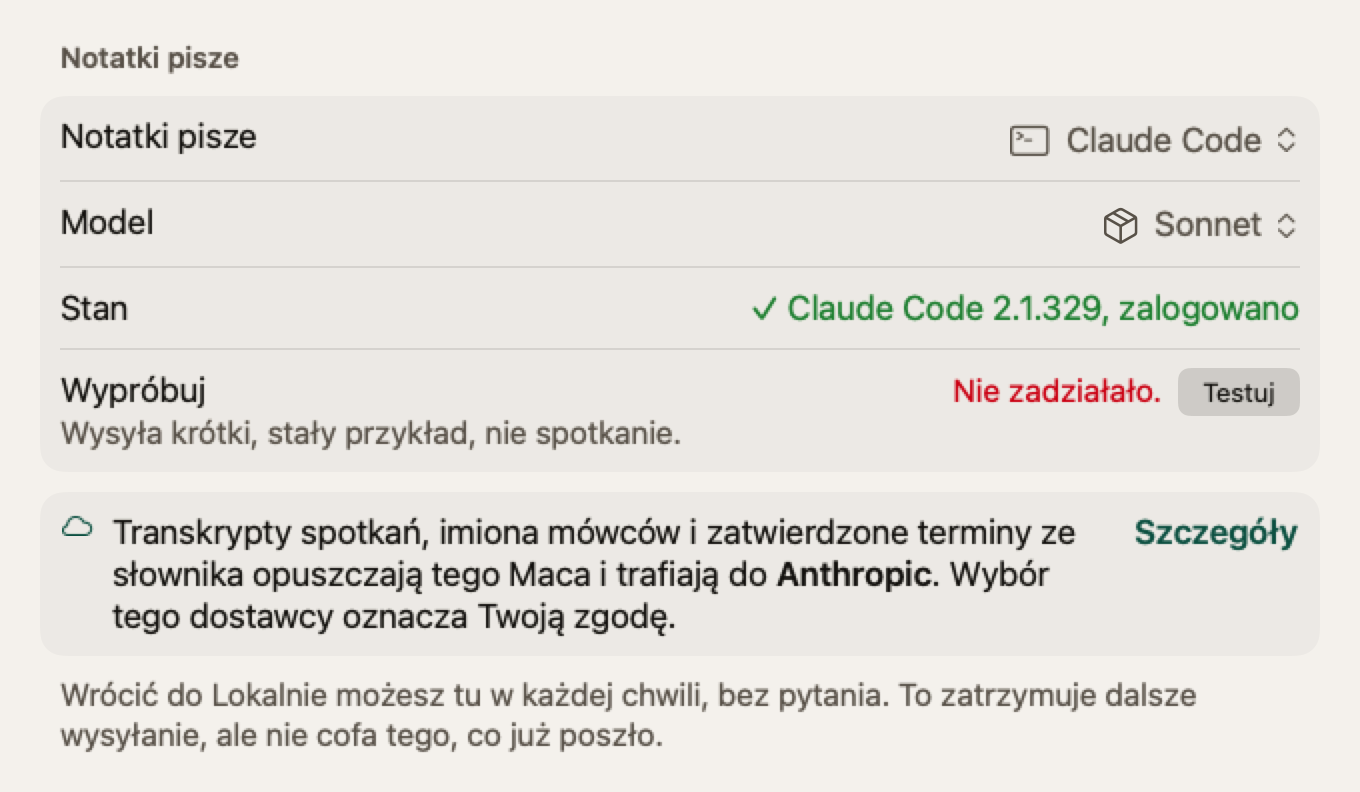 Notatki pisze
Notatki pisze Claude Code
Model Sonnet
Stan ✓ Claude Code 2.1.329, zalogowano
Wypróbuj Nie zadziałało. Testuj
Wysyła krótki, stały przykład, nie spotkanie.
Transkrypty spotkań, imiona mówców i zatwierdzone terminy ze Szczegóły
słownika opuszczają tego Maca i trafiają do Anthropic. Wybór
tego dostawcy oznacza Twoją zgodę.
Wrócić do Lokalnie możesz tu w każdej chwili, bez pytania. To zatrzymuje dalsze
wysyłanie, ale nie cofa tego, co już poszło.